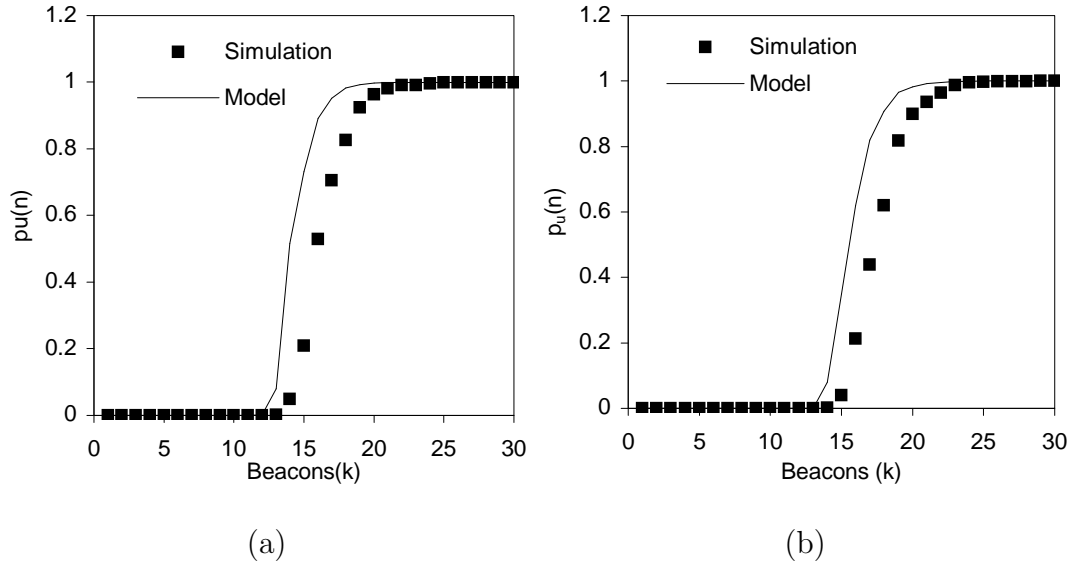 1.2
1
0.8
0.6
0.4
0.2
0
pu(n)
Simulation
Model
0 5 10 15 20 25 30
Beacons(k)
(a)
1.2
1
0.8
0.6
0.4
0.2
0
pᵤ(n)
Simulation
Model
0 5 10 15 20 25 30
Beacons (k)
(b)